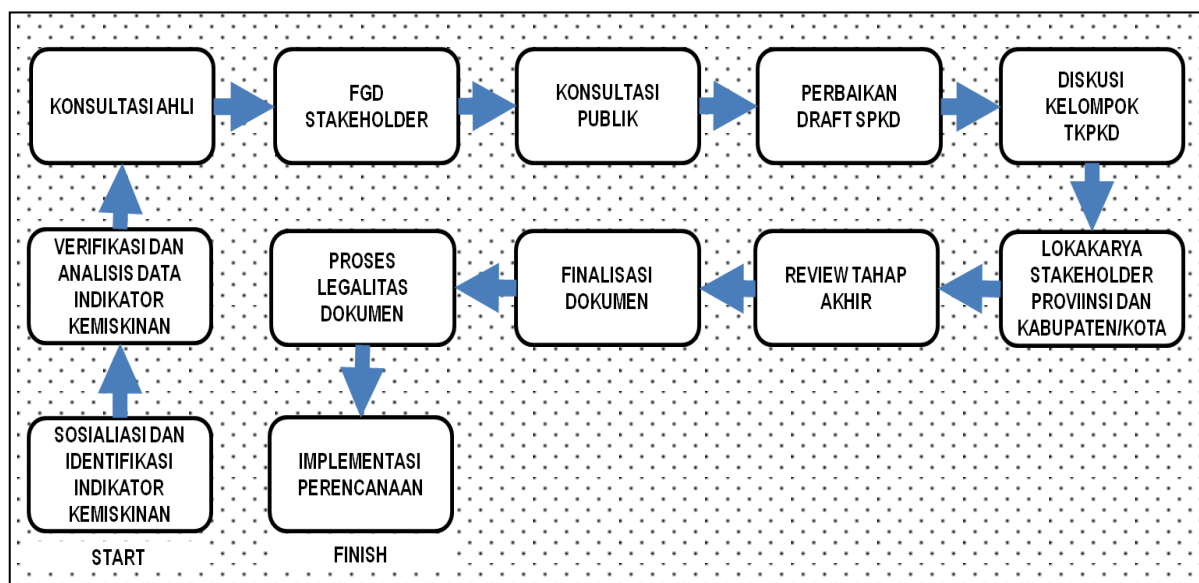 KONSULTASI AHLI
FGD
STAKEHOLDER
KONSULTASI
PUBLIK
PERBAIKAN
DRAFT SPKD
DISKUSI
KELOMPOK
TKPKD
VERIFIKASI DAN
ANALISIS DATA
INDIKATOR
KEMISKINAN
PROSES
LEGALITAS
DOKUMEN
FINALISASI
DOKUMEN
REVIEW TAHAP
AKHIR
LOKAKARYA
STAKEHOLDER
PROVIINSI DAN
KABUPATEN/KOTA
SOSIALIASI DAN
IDENTIFIKASI
INDIKATOR
KEMISKINAN
IMPLEMENTASI
PERENCANAAN
START
FINISH